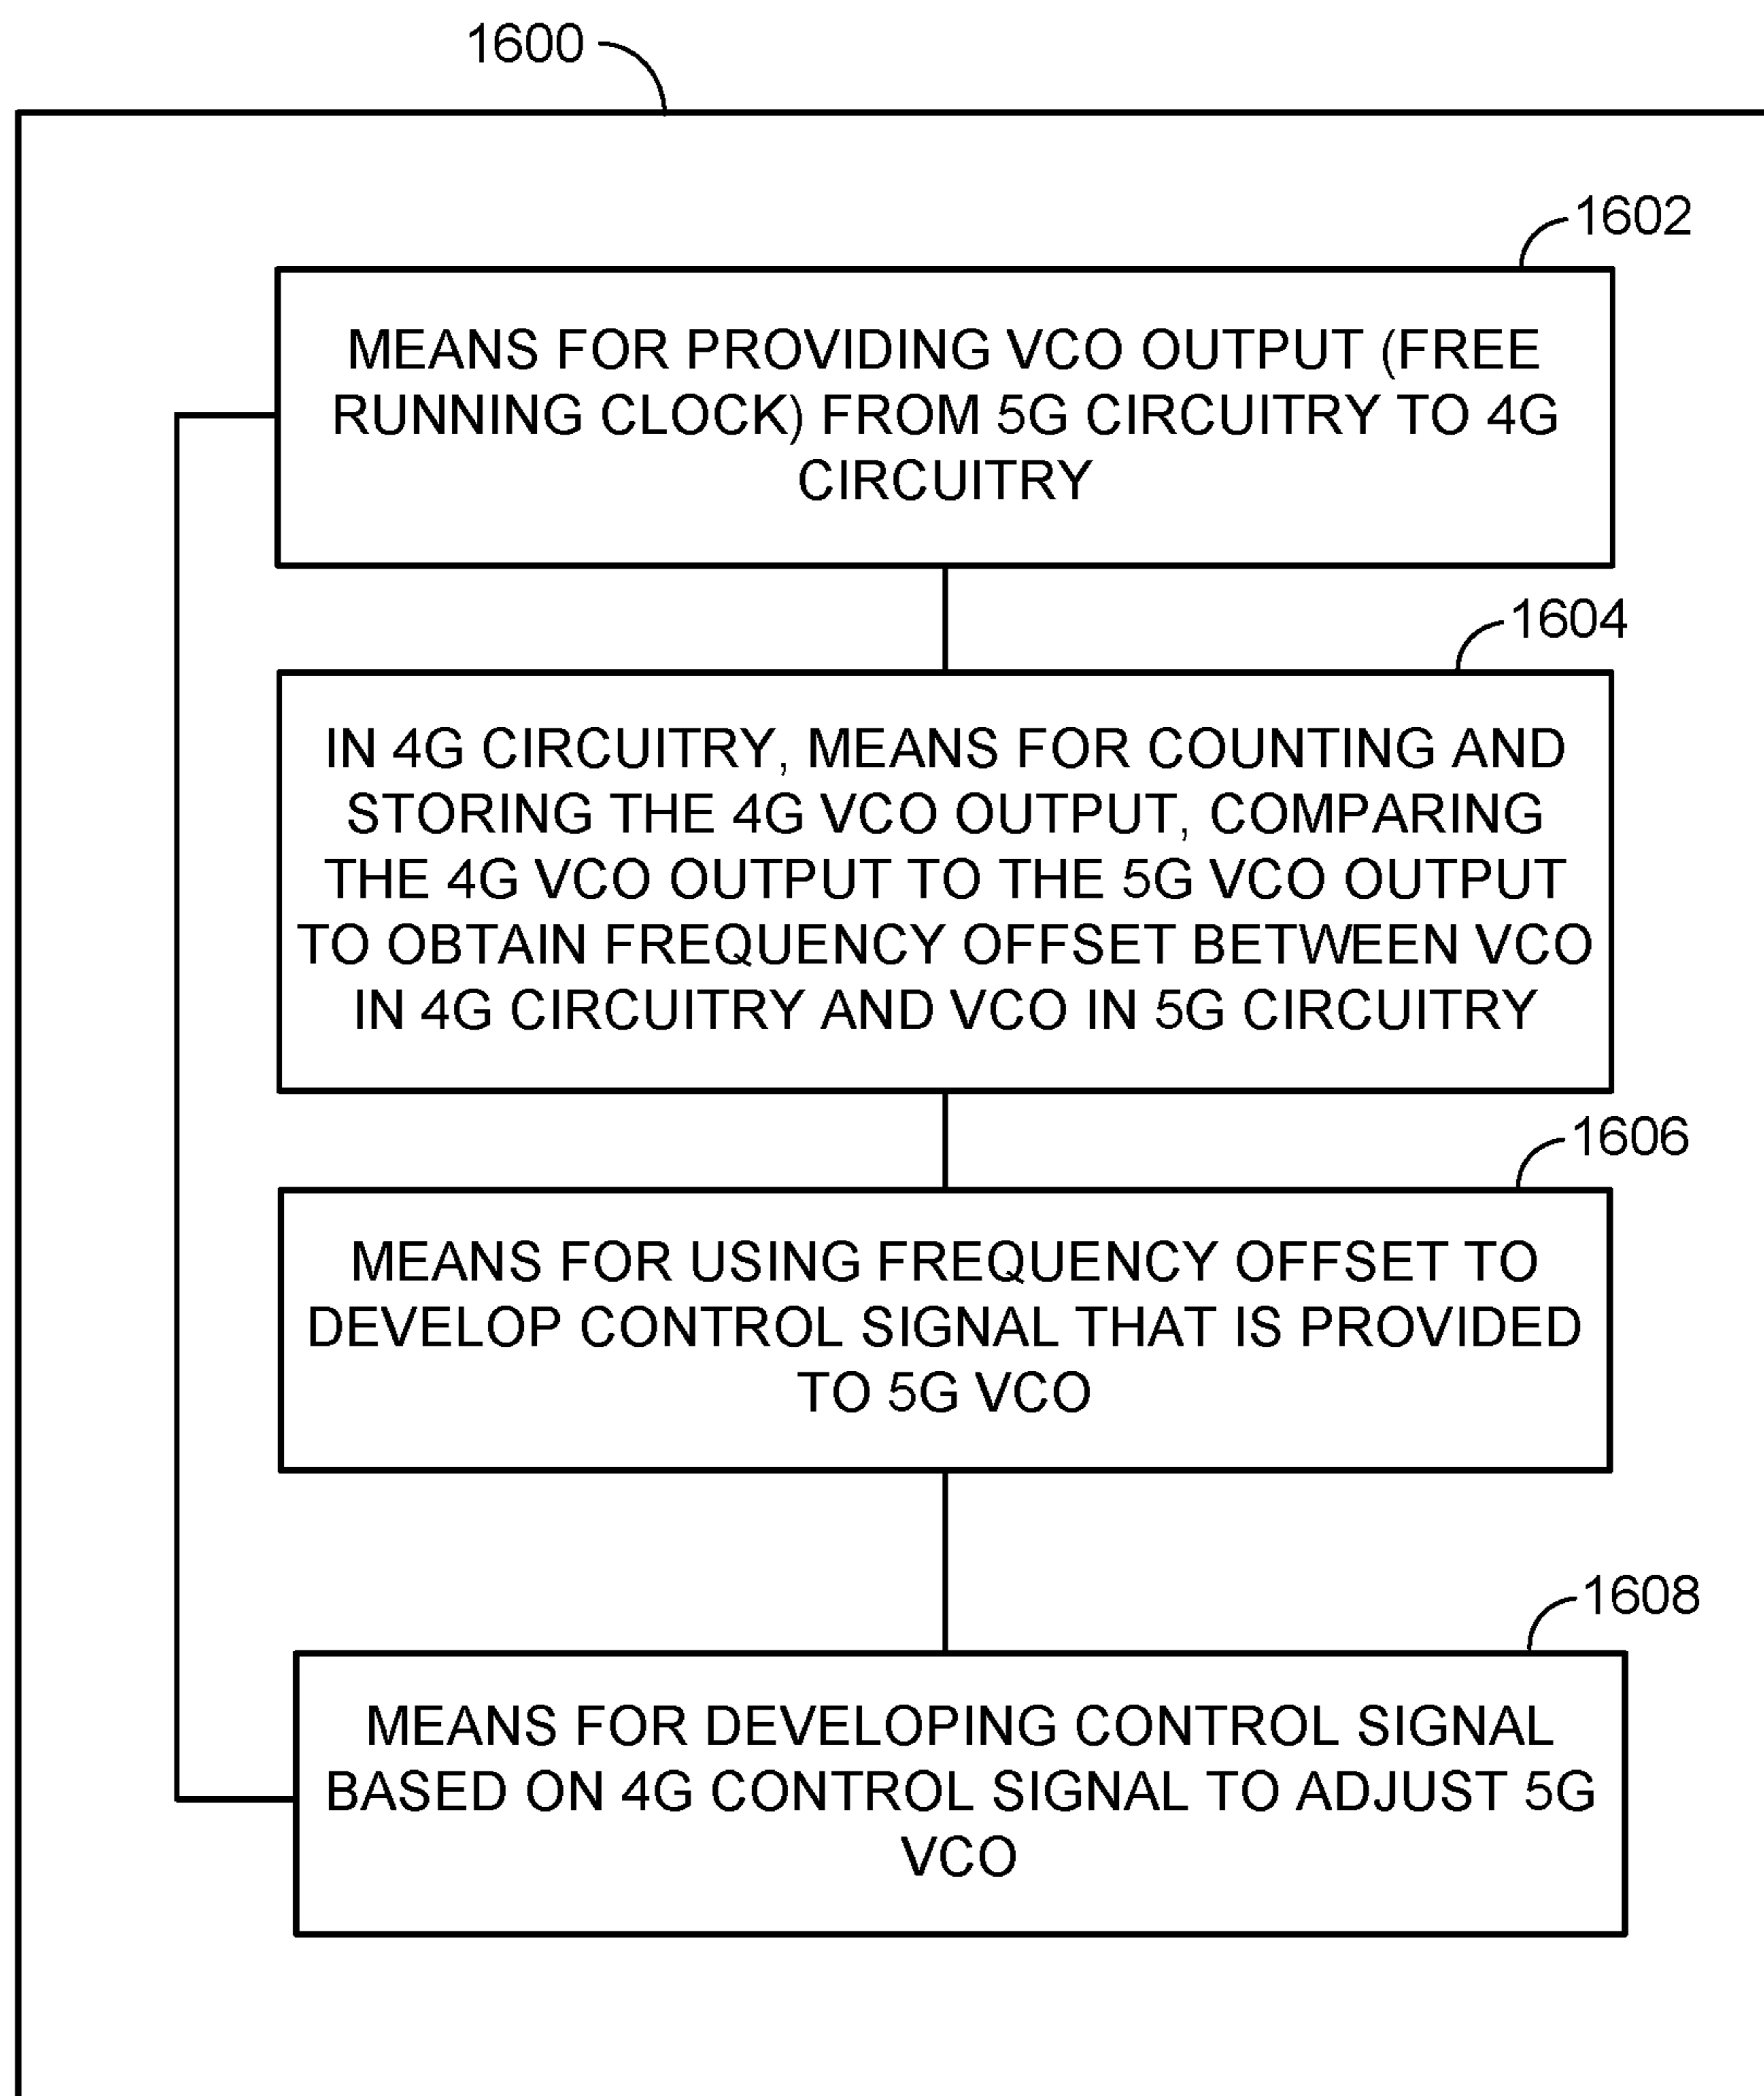 1600
1602
MEANS FOR PROVIDING VCO OUTPUT (FREE
RUNNING CLOCK) FROM 5G CIRCUITRY TO 4G
CIRCUITRY
1604
IN 4G CIRCUITRY, MEANS FOR COUNTING AND
STORING THE 4G VCO OUTPUT, COMPARING
THE 4G VCO OUTPUT TO THE 5G VCO OUTPUT
TO OBTAIN FREQUENCY OFFSET BETWEEN VCO
IN 4G CIRCUITRY AND VCO IN 5G CIRCUITRY
1606
MEANS FOR USING FREQUENCY OFFSET TO
DEVELOP CONTROL SIGNAL THAT IS PROVIDED
TO 5G VCO
1608
MEANS FOR DEVELOPING CONTROL SIGNAL
BASED ON 4G CONTROL SIGNAL TO ADJUST 5G
VCO